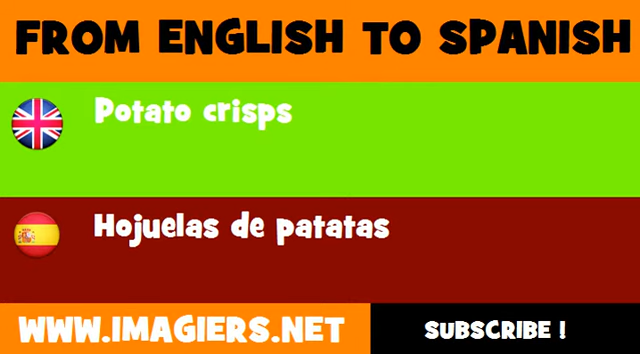 FROM ENGLISH TO SPANISH
Potato crisps
Hojuelas de patatas
WWW.IMAGIERS.NET
SUBSCRIBE !